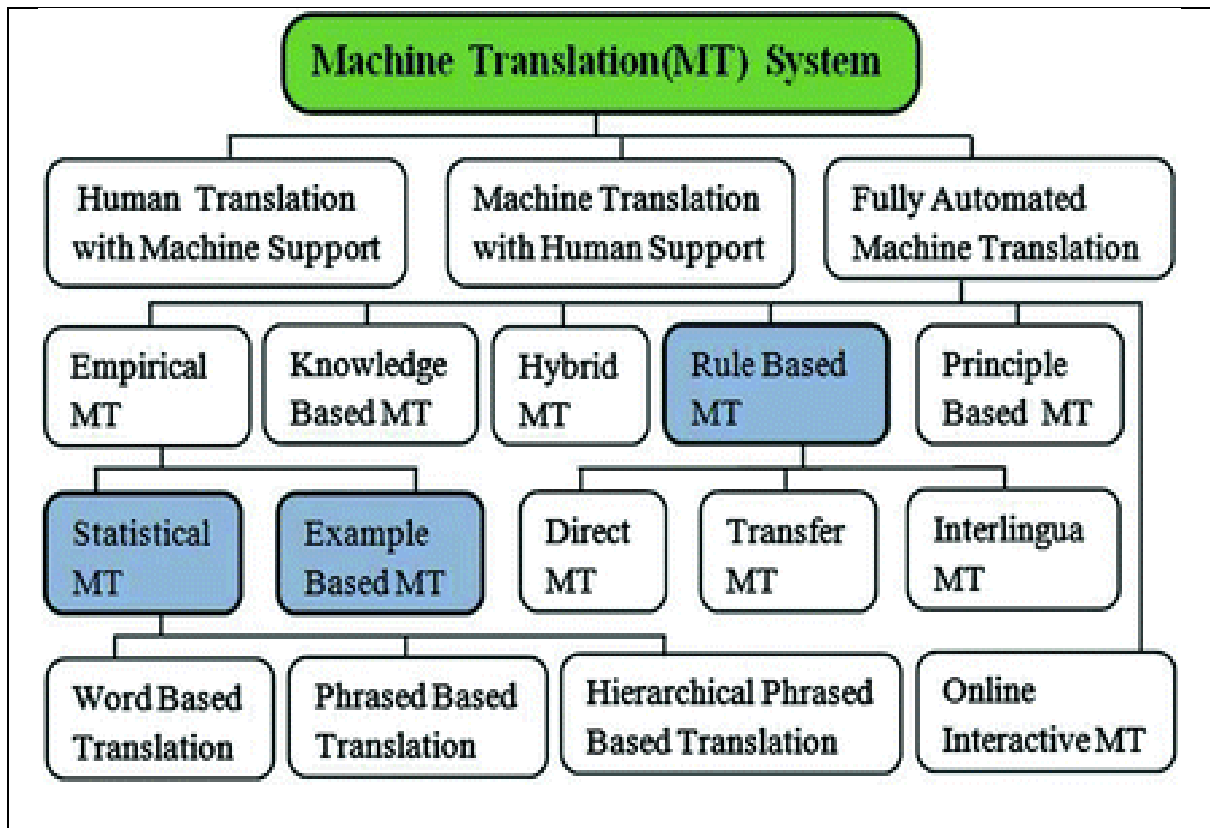 Machine Translation(MT) System
Human Translation
with Machine Support
Machine Translation
with Human Support
Fully Automated
Machine Translation
Empirical
MT
Knowledge
Based MT
Hybrid
MT
Rule Based
MT
Principle
Based MT
Statistical
MT
Example
Based MT
Direct
MT
Transfer
MT
Interlingua
MT
Word Based
Translation
Phrased Based
Translation
Hierarchical Phrased
Based Translation
Online
Interactive MT